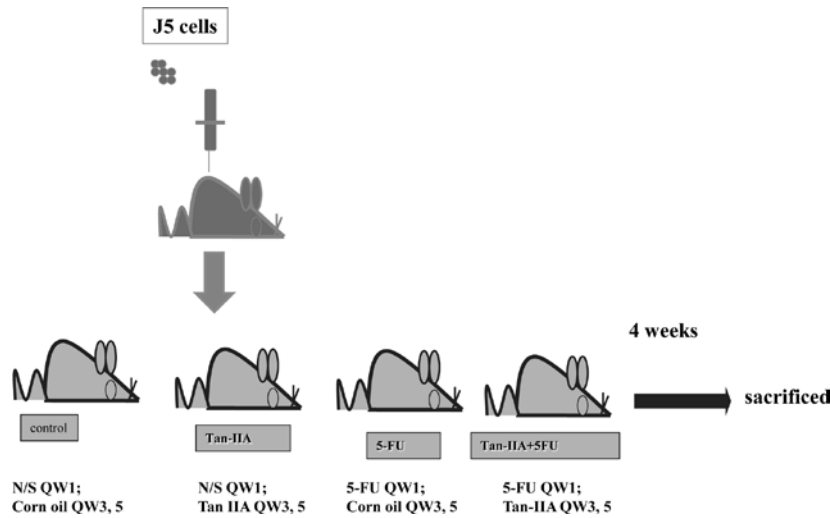 J5 cells
4 weeks
sacrificed
control
Tan-IIA
5-FU
Tan-IIA+5FU
N/S QW1;
Corn oil QW3, 5
N/S QW1;
Tan IIA QW3, 5
5-FU QW1;
Corn oil QW3, 5
5-FU QW1;
Tan-IIA QW3, 5